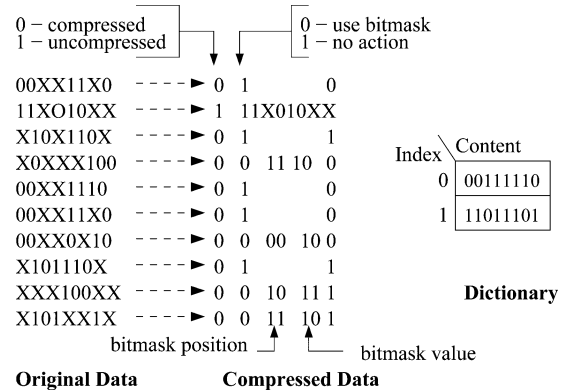 0 – compressed
1 – uncompressed
0 – use bitmask
1 – no action
00XX11X0 0 1 0
11XO10XX 1 11X010XX
X10X110X 0 1 1
X0XXX100 0 0 11 10 0
00XX1110 0 1 0
00XX11X0 0 1 0
00XX0X10 0 0 00 10 0
X101110X 0 1 1
XXX100XX 0 0 10 11 1
X101XX1X 0 0 11 10 1
bitmask position
bitmask value
Original Data
Compressed Data
Index Content
0 00111110
1 11011101
Dictionary